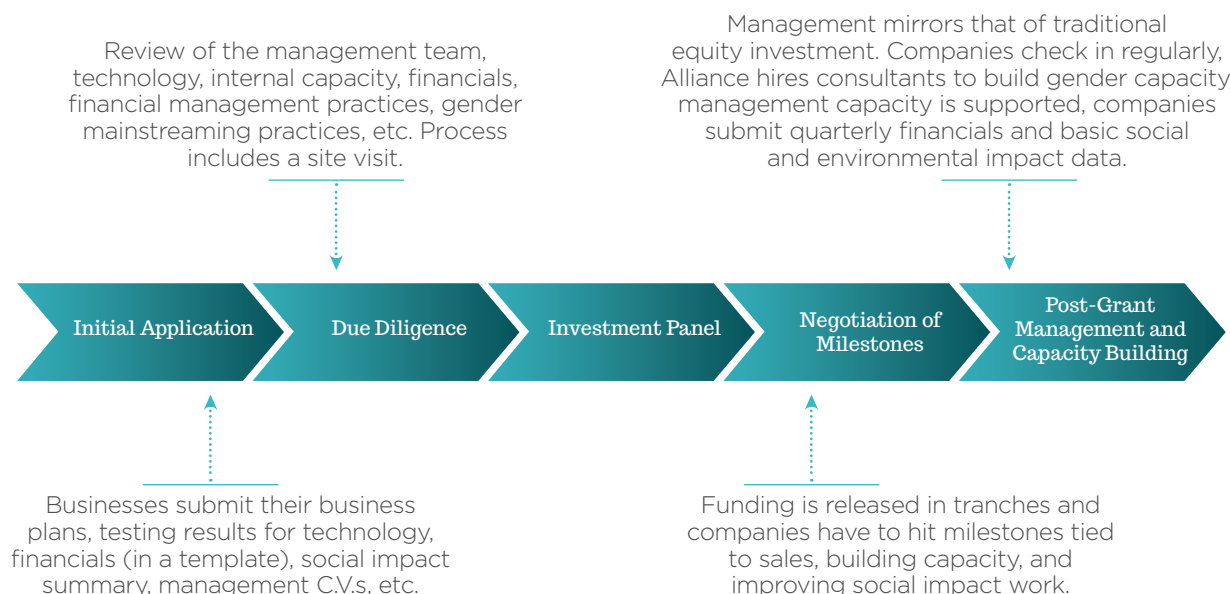 Review of the management team,
technology, internal capacity, financials,
financial management practices, gender
mainstreaming practices, etc. Process
includes a site visit.
Management mirrors that of traditional
equity investment. Companies check in regularly,
Alliance hires consultants to build gender capacity
management capacity is supported, companies
submit quarterly financials and basic social
and environmental impact data.
Initial Application
Due Diligence
Investment Panel
Negotiation of
Milestones
Post-Grant
Management and
Capacity Building
Businesses submit their business
plans, testing results for technology,
financials (in a template), social impact
summary, management C.V.s, etc.
Funding is released in tranches and
companies have to hit milestones tied
to sales, building capacity, and
improving social impact work.